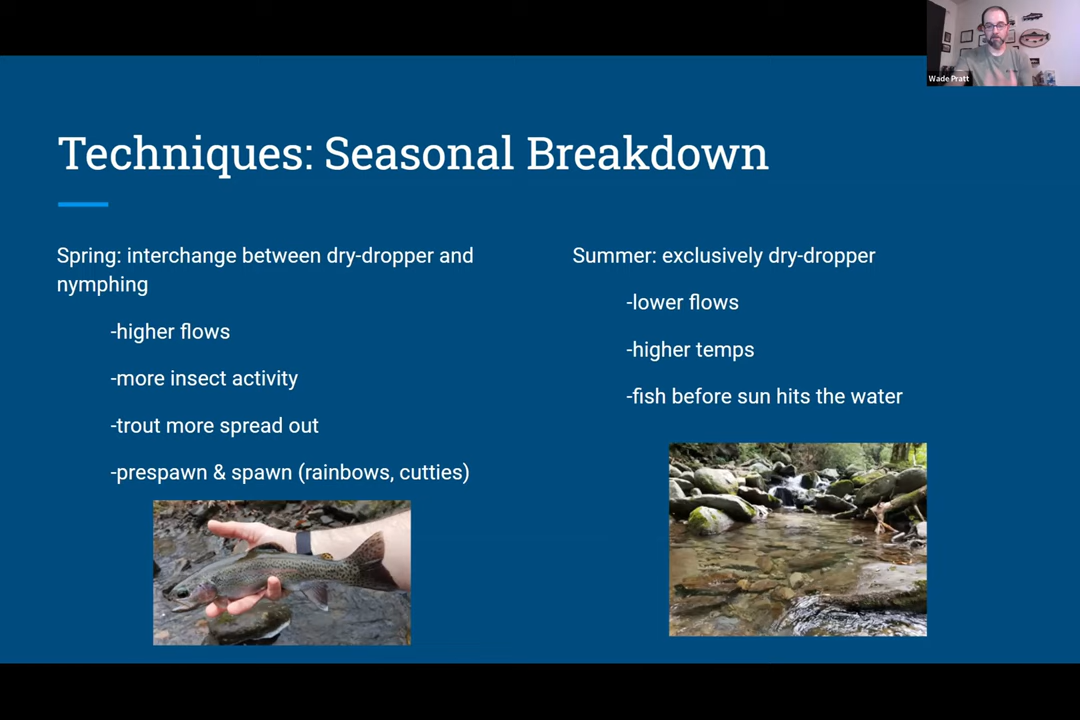 Wade Pratt
Techniques: Seasonal Breakdown
Spring: interchange between dry-dropper and
nymphing
-higher flows
-more insect activity
-trout more spread out
-prespawn & spawn (rainbows, cutties)
Summer: exclusively dry-dropper
-lower flows
-higher temps
-fish before sun hits the water